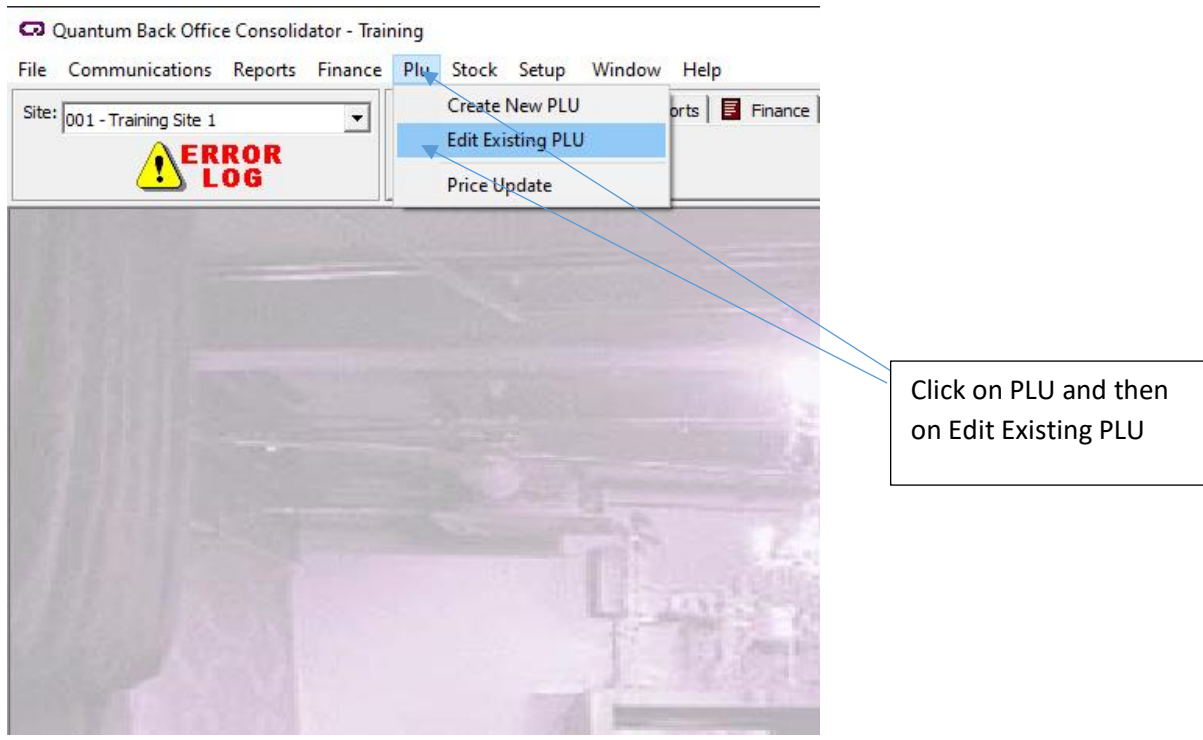 Quantum Back Office Consolidator - Training
File Communications Reports Finance Plu Stock Setup Window Help
Site: 001 - Training Site 1
ERROR
LOG
Create New PLU
Edit Existing PLU
Price Update
orts Finance
Click on PLU and then
on Edit Existing PLU